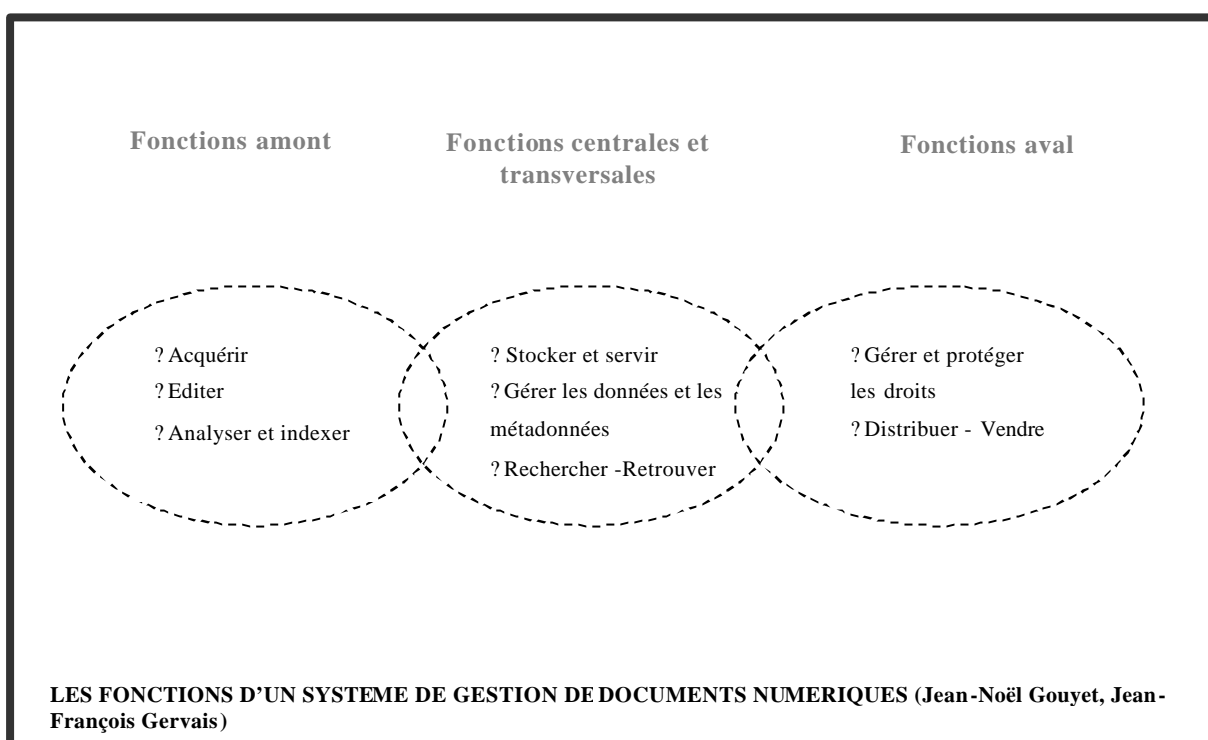 Fonctions amont
Fonctions centrales et
transversales
Fonctions aval
? Acquérir
? Editer
? Analyser et indexer
? Stocker et servir
? Gérer les données et les
métadonnées
? Rechercher -Retrouver
? Gérer et protéger
les droits
? Distribuer - Vendre
LES FONCTIONS D’UN SYSTEME DE GESTION DE DOCUMENTS NUMERIQUES (Jean-Noël Gouyet, Jean-
François Gervais)